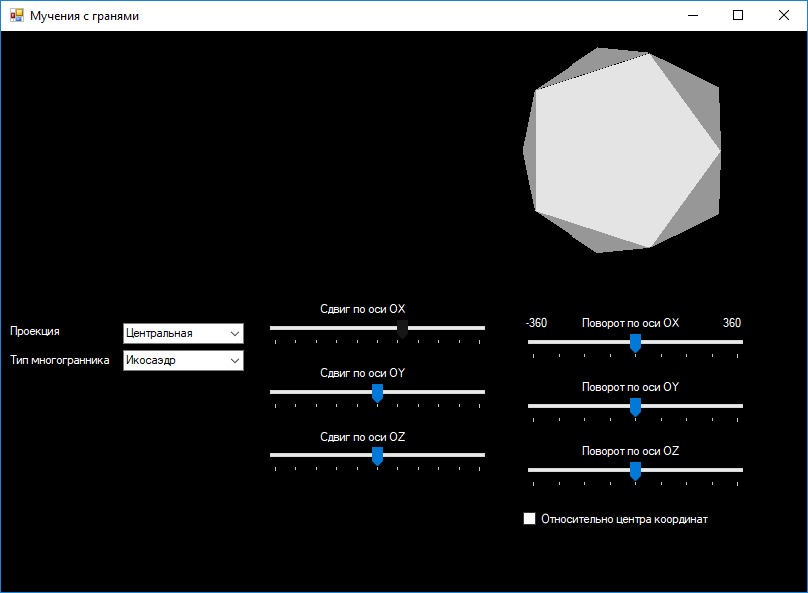 Мучения с гранями
Проекция
Центральная
Тип многогранника
Икосаэдр
Сдвиг по оси OX
Сдвиг по оси OY
Сдвиг по оси OZ
-360 Поворот по оси OX 360
Поворот по оси OY
Поворот по оси OZ
Относительно центра координат